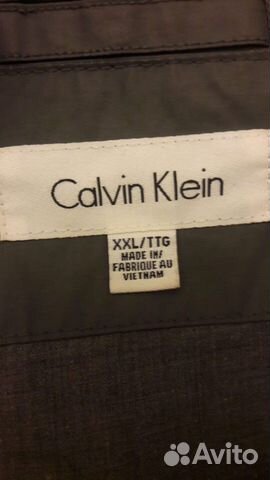 Calvin Klein
XXL/TTG
MADE IN/
FABRIQUE AU
VIETNAM
Avito